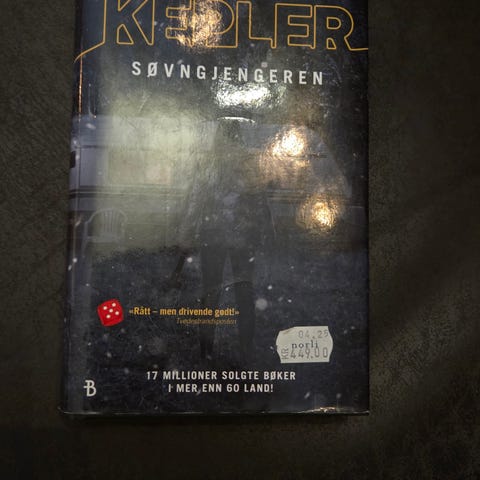 KEPLER
SØVNGJENGEREN
«Rått – men drivende godt!»
Tvedestrandsposten
04.25
norli
KR 449.00
17 MILLIONER SOLGTE BØKER
I MER ENN 60 LAND!
B